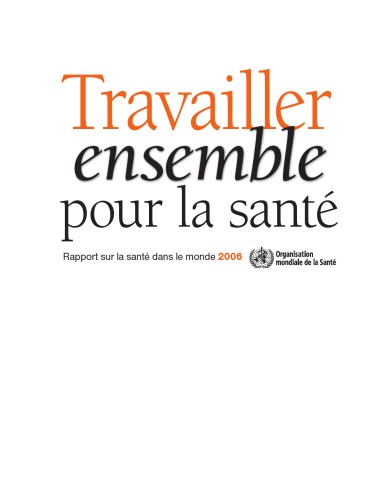 Travailler
ensemble
pour la santé
Rapport sur la santé dans le monde 2006
Organisation
mondiale de la Santé